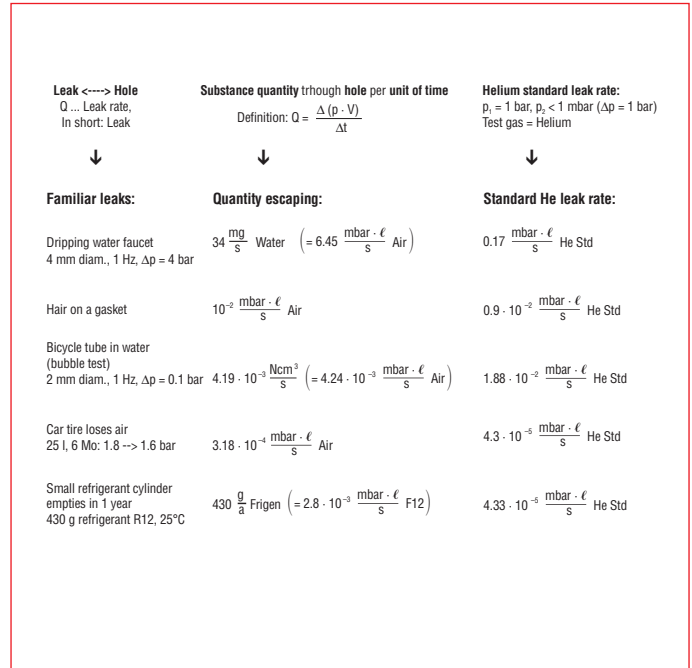 Leak <----> Hole
Q ... Leak rate,
In short: Leak
Substance quantity trhough hole per unit of time
Definition: Q = Δ (p · V) / Δt
Helium standard leak rate:
p₁ = 1 bar, p₂ < 1 mbar (Δp = 1 bar)
Test gas = Helium
↓ ↓ ↓
Familiar leaks: Quantity escaping: Standard He leak rate:
Dripping water faucet
4 mm diam., 1 Hz, Δp = 4 bar
34 mg/s Water (= 6.45 mbar · ℓ/s Air)
0.17 mbar · ℓ/s He Std
Hair on a gasket
10⁻² mbar · ℓ/s Air
0.9 · 10⁻² mbar · ℓ/s He Std
Bicycle tube in water
(bubble test)
2 mm diam., 1 Hz, Δp = 0.1 bar
4.19 · 10⁻³ Ncm³/s (= 4.24 · 10⁻³ mbar · ℓ/s Air)
1.88 · 10⁻² mbar · ℓ/s He Std
Car tire loses air
25 l, 6 Mo: 1.8 --> 1.6 bar
3.18 · 10⁻⁴ mbar · ℓ/s Air
4.3 · 10⁻⁵ mbar · ℓ/s He Std
Small refrigerant cylinder
empties in 1 year
430 g refrigerant R12, 25°C
430 g/a Frigen (= 2.8 · 10⁻³ mbar · ℓ/s F12)
4.33 · 10⁻⁵ mbar · ℓ/s He Std